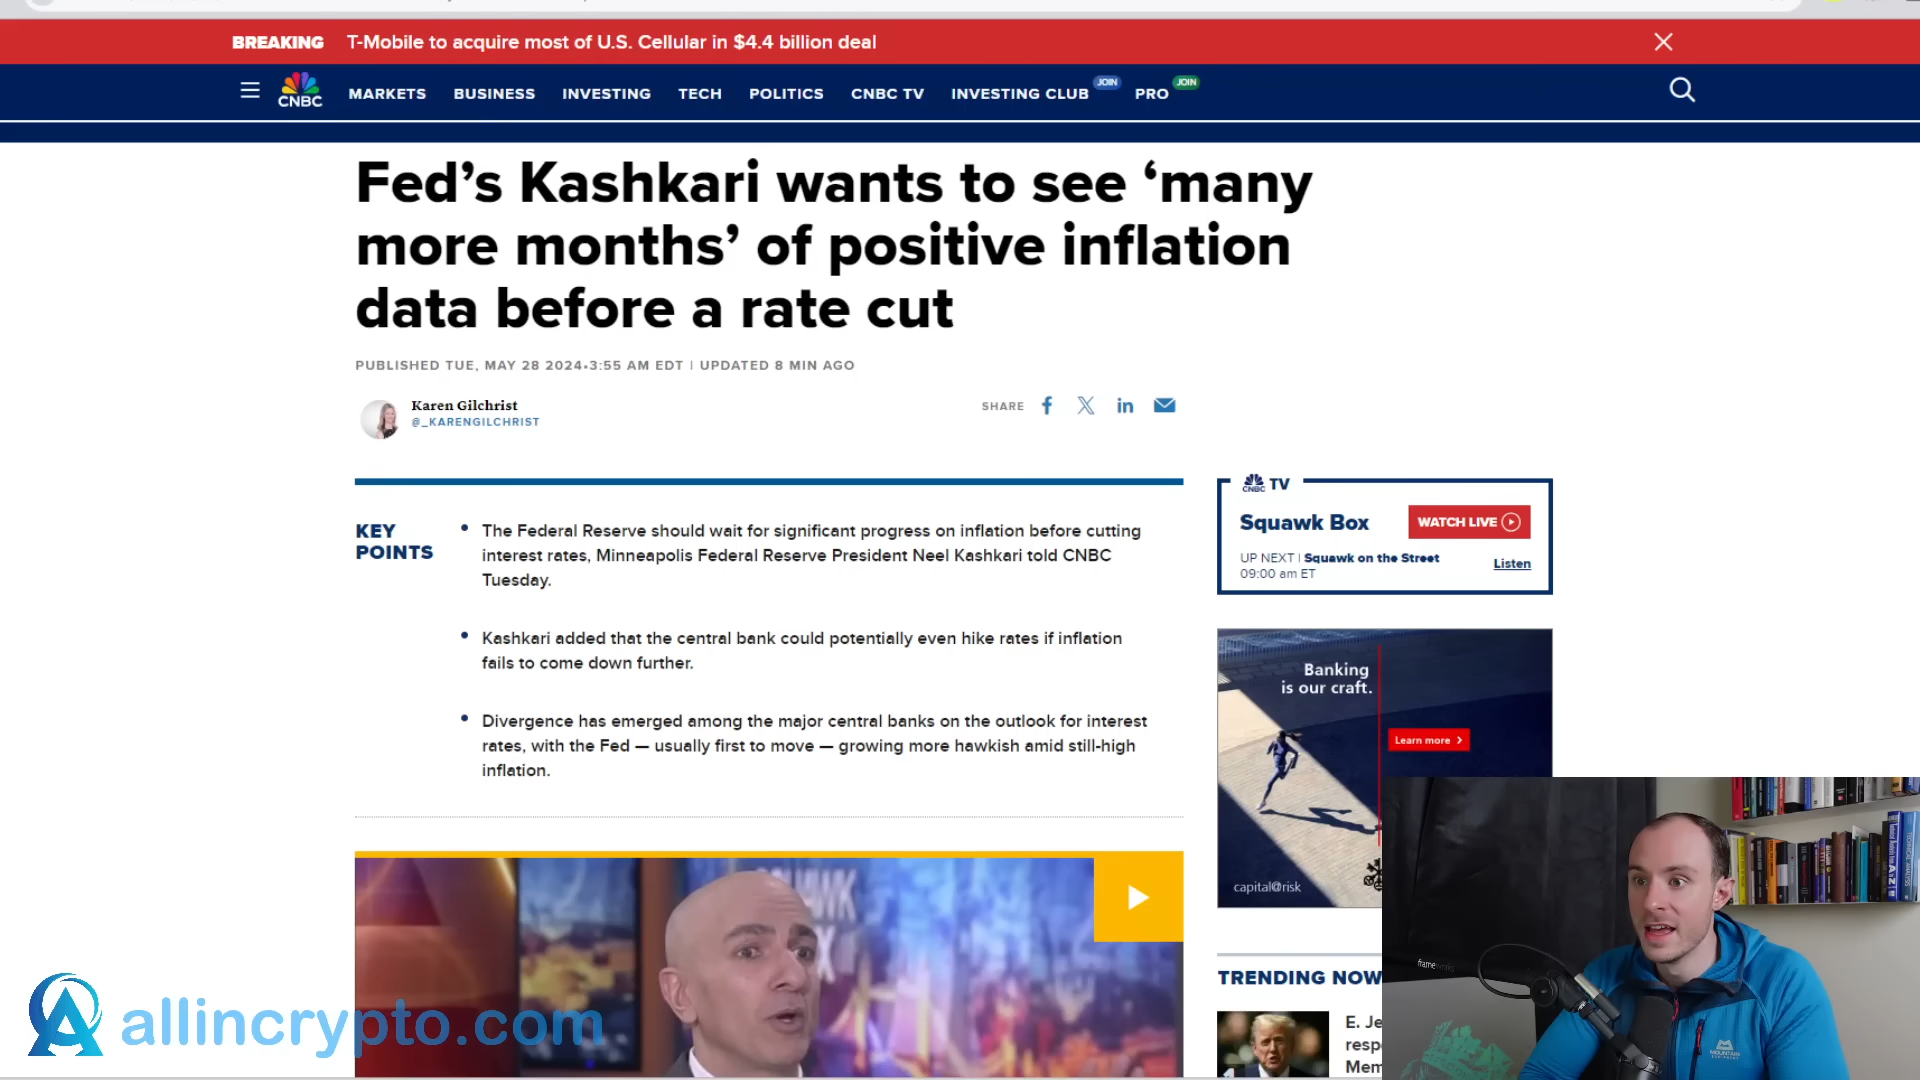 BREAKING T-Mobile to acquire most of U.S. Cellular in $4.4 billion deal
CNBC
MARKETS BUSINESS INVESTING TECH POLITICS CNBC TV INVESTING CLUB JOIN PRO JOIN
Fed’s Kashkari wants to see ‘many
more months’ of positive inflation
data before a rate cut
PUBLISHED TUE, MAY 28 2024•3:55 AM EDT | UPDATED 8 MIN AGO
Karen Gilchrist
@_KARENGILCHRIST
SHARE
KEY
POINTS
The Federal Reserve should wait for significant progress on inflation before cutting
interest rates, Minneapolis Federal Reserve President Neel Kashkari told CNBC
Tuesday.
Kashkari added that the central bank could potentially even hike rates if inflation
fails to come down further.
Divergence has emerged among the major central banks on the outlook for interest
rates, with the Fed — usually first to move — growing more hawkish amid still-high
inflation.
CNBC TV
Squawk Box
WATCH LIVE
UP NEXT | Squawk on the Street
09:00 am ET
Listen
Banking
is our craft.
Learn more
capital@risk
TRENDING NOW
E. Je
resp
Mem
allincrypto.com
MOUNTAIN
EQUIPMENT